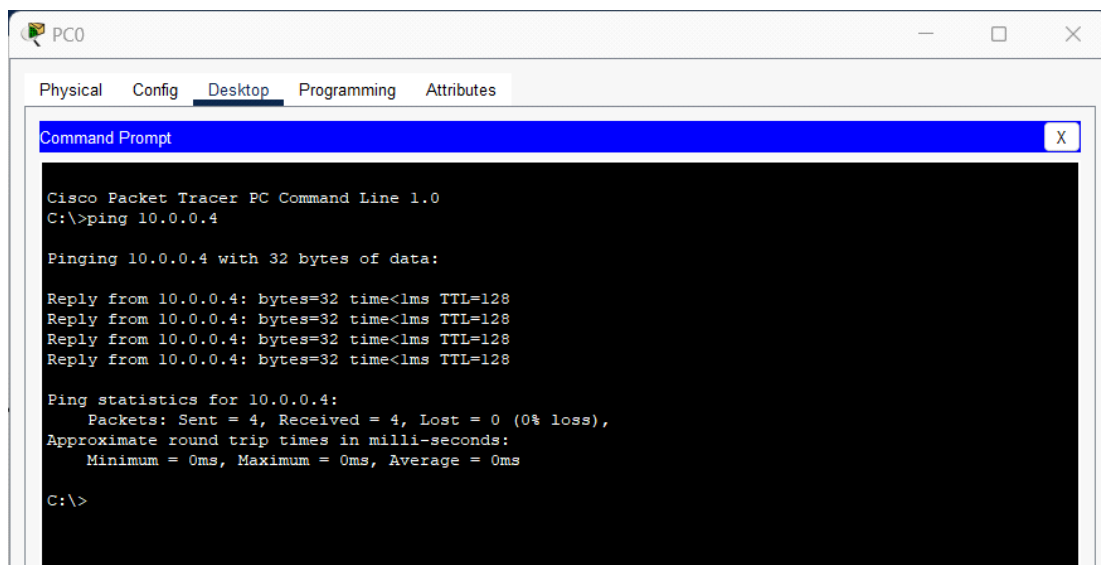 PC0
Physical Config Desktop Programming Attributes
Command Prompt X
Cisco Packet Tracer PC Command Line 1.0
C:\>ping 10.0.0.4
Pinging 10.0.0.4 with 32 bytes of data:
Reply from 10.0.0.4: bytes=32 time<1ms TTL=128
Reply from 10.0.0.4: bytes=32 time<1ms TTL=128
Reply from 10.0.0.4: bytes=32 time<1ms TTL=128
Reply from 10.0.0.4: bytes=32 time<1ms TTL=128
Ping statistics for 10.0.0.4:
Packets: Sent = 4, Received = 4, Lost = 0 (0% loss),
Approximate round trip times in milli-seconds:
Minimum = 0ms, Maximum = 0ms, Average = 0ms
C:\>